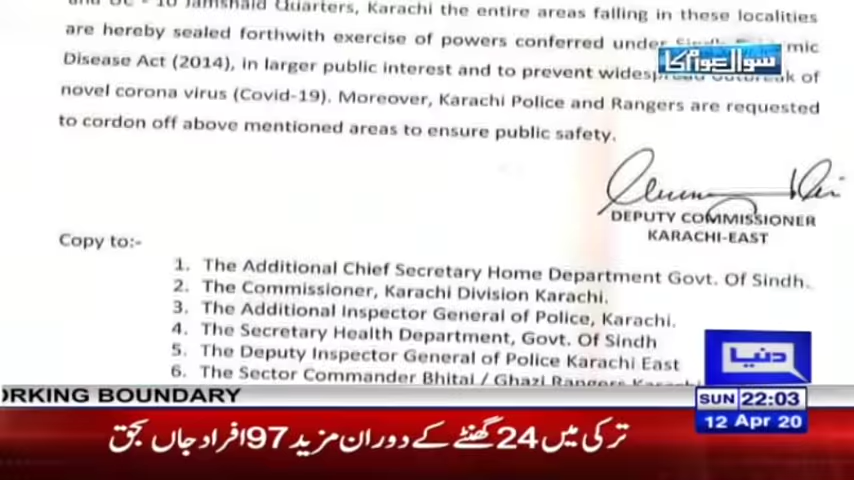 and DC - 10 Jamshaid Quarters, Karachi the entire areas falling in these localities
are hereby sealed forthwith exercise of powers conferred under Sindh
Disease Act (2014), in larger public interest and to prevent widespread outbreak of
novel corona virus (Covid-19). Moreover, Karachi Police and Rangers are requested
to cordon off above mentioned areas to ensure public safety.
سوال عوام کا
DEPUTY COMMISSIONER
KARACHI-EAST
Copy to:-
1. The Additional Chief Secretary Home Department Govt. Of Sindh.
2. The Commissioner, Karachi Division Karachi.
3. The Additional Inspector General of Police, Karachi.
4. The Secretary Health Department, Govt. Of Sindh
5. The Deputy Inspector General of Police Karachi East
6. The Sector Commander Bhitai / Ghazi Rangers Karachi
دنیا
ORKING BOUNDARY
SUN 22:03
12 Apr 20
ترکی میں 24 گھنٹے کے دوران مزید 97 افراد جاں بحق